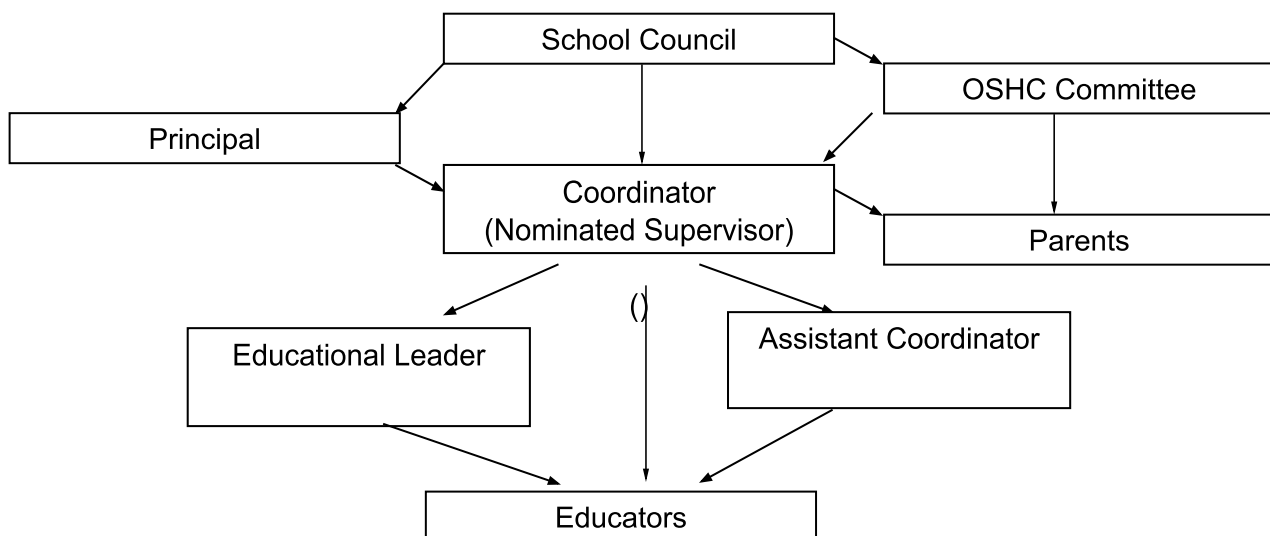 School Council
OSHC Committee
Principal
Coordinator
(Nominated Supervisor)
Parents
()
Assistant Coordinator
Educational Leader
Educators